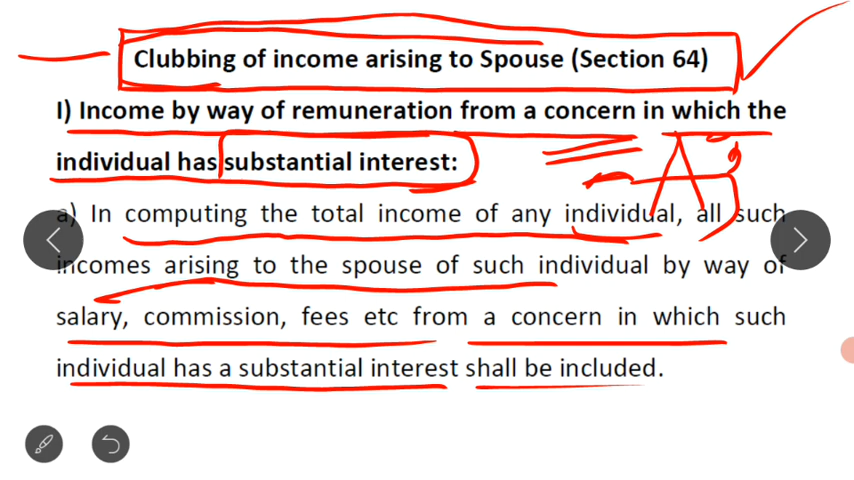 Clubbing of income arising to Spouse (Section 64)
I) Income by way of remuneration from a concern in which the
individual has substantial interest:
a) In computing the total income of any individual, all such
incomes arising to the spouse of such individual by way of
salary, commission, fees etc from a concern in which such
individual has a substantial interest shall be included.